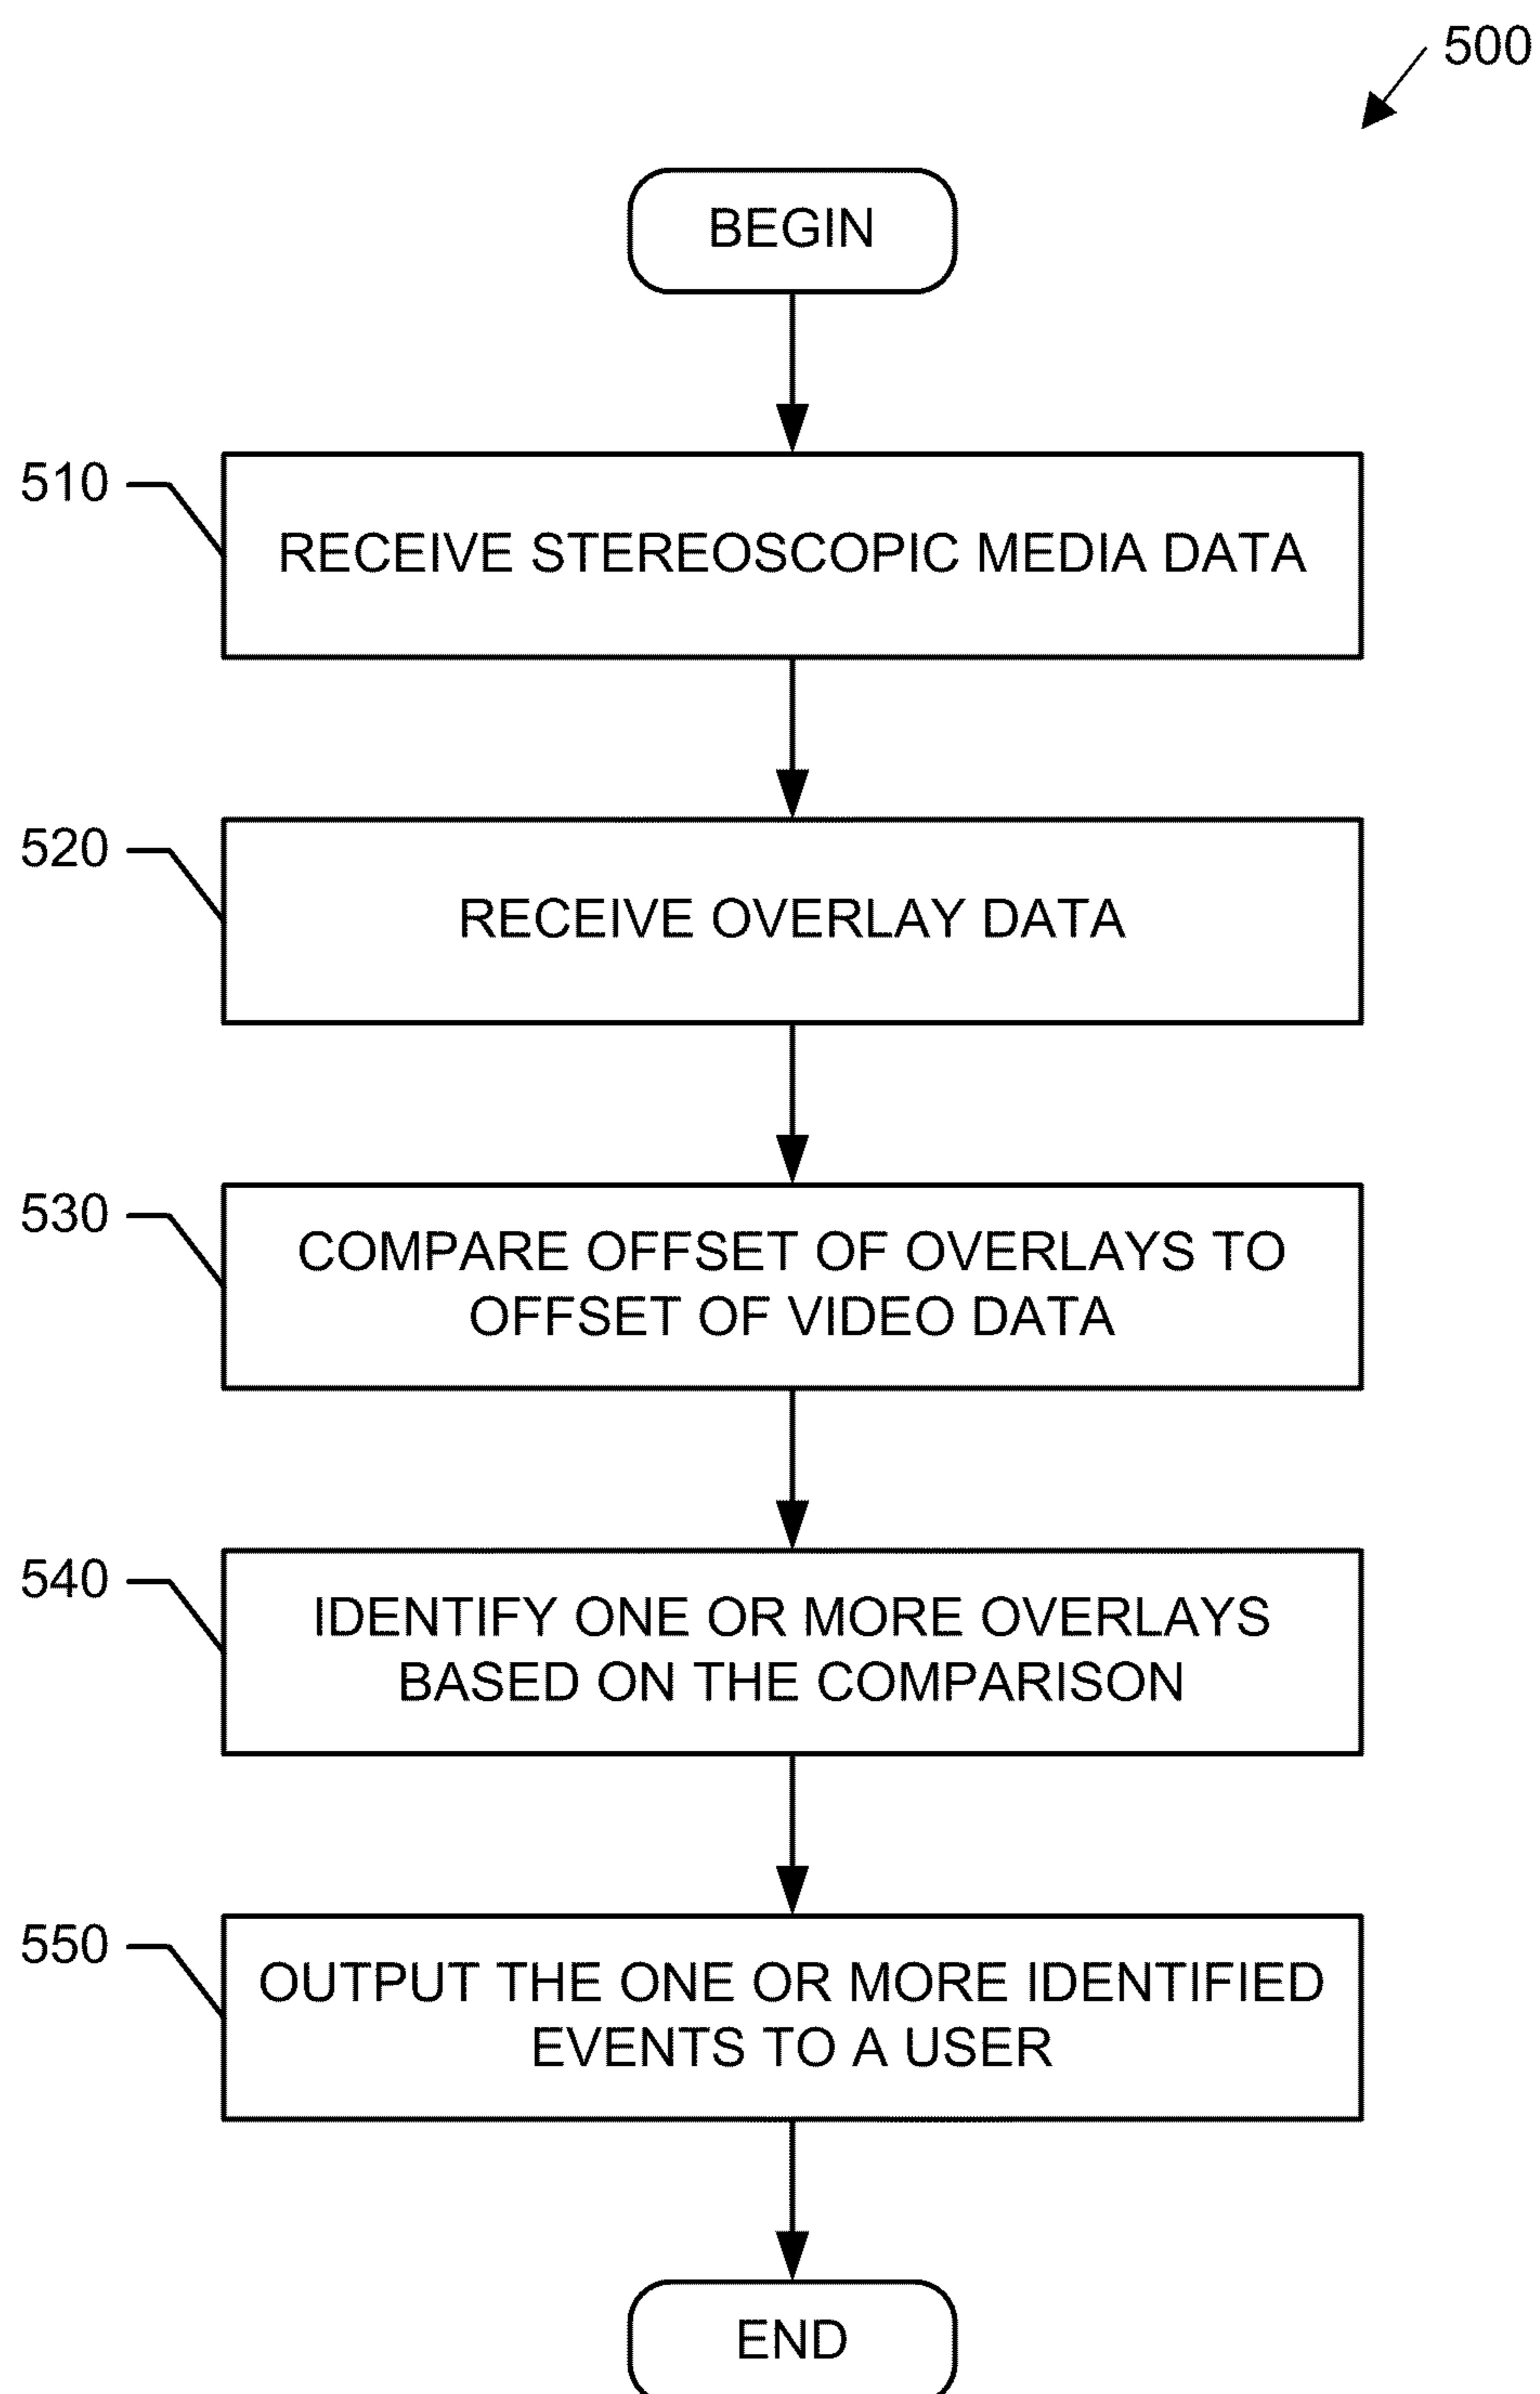 500
BEGIN
510
RECEIVE STEREOSCOPIC MEDIA DATA
520
RECEIVE OVERLAY DATA
530
COMPARE OFFSET OF OVERLAYS TO
OFFSET OF VIDEO DATA
540
IDENTIFY ONE OR MORE OVERLAYS
BASED ON THE COMPARISON
550
OUTPUT THE ONE OR MORE IDENTIFIED
EVENTS TO A USER
END